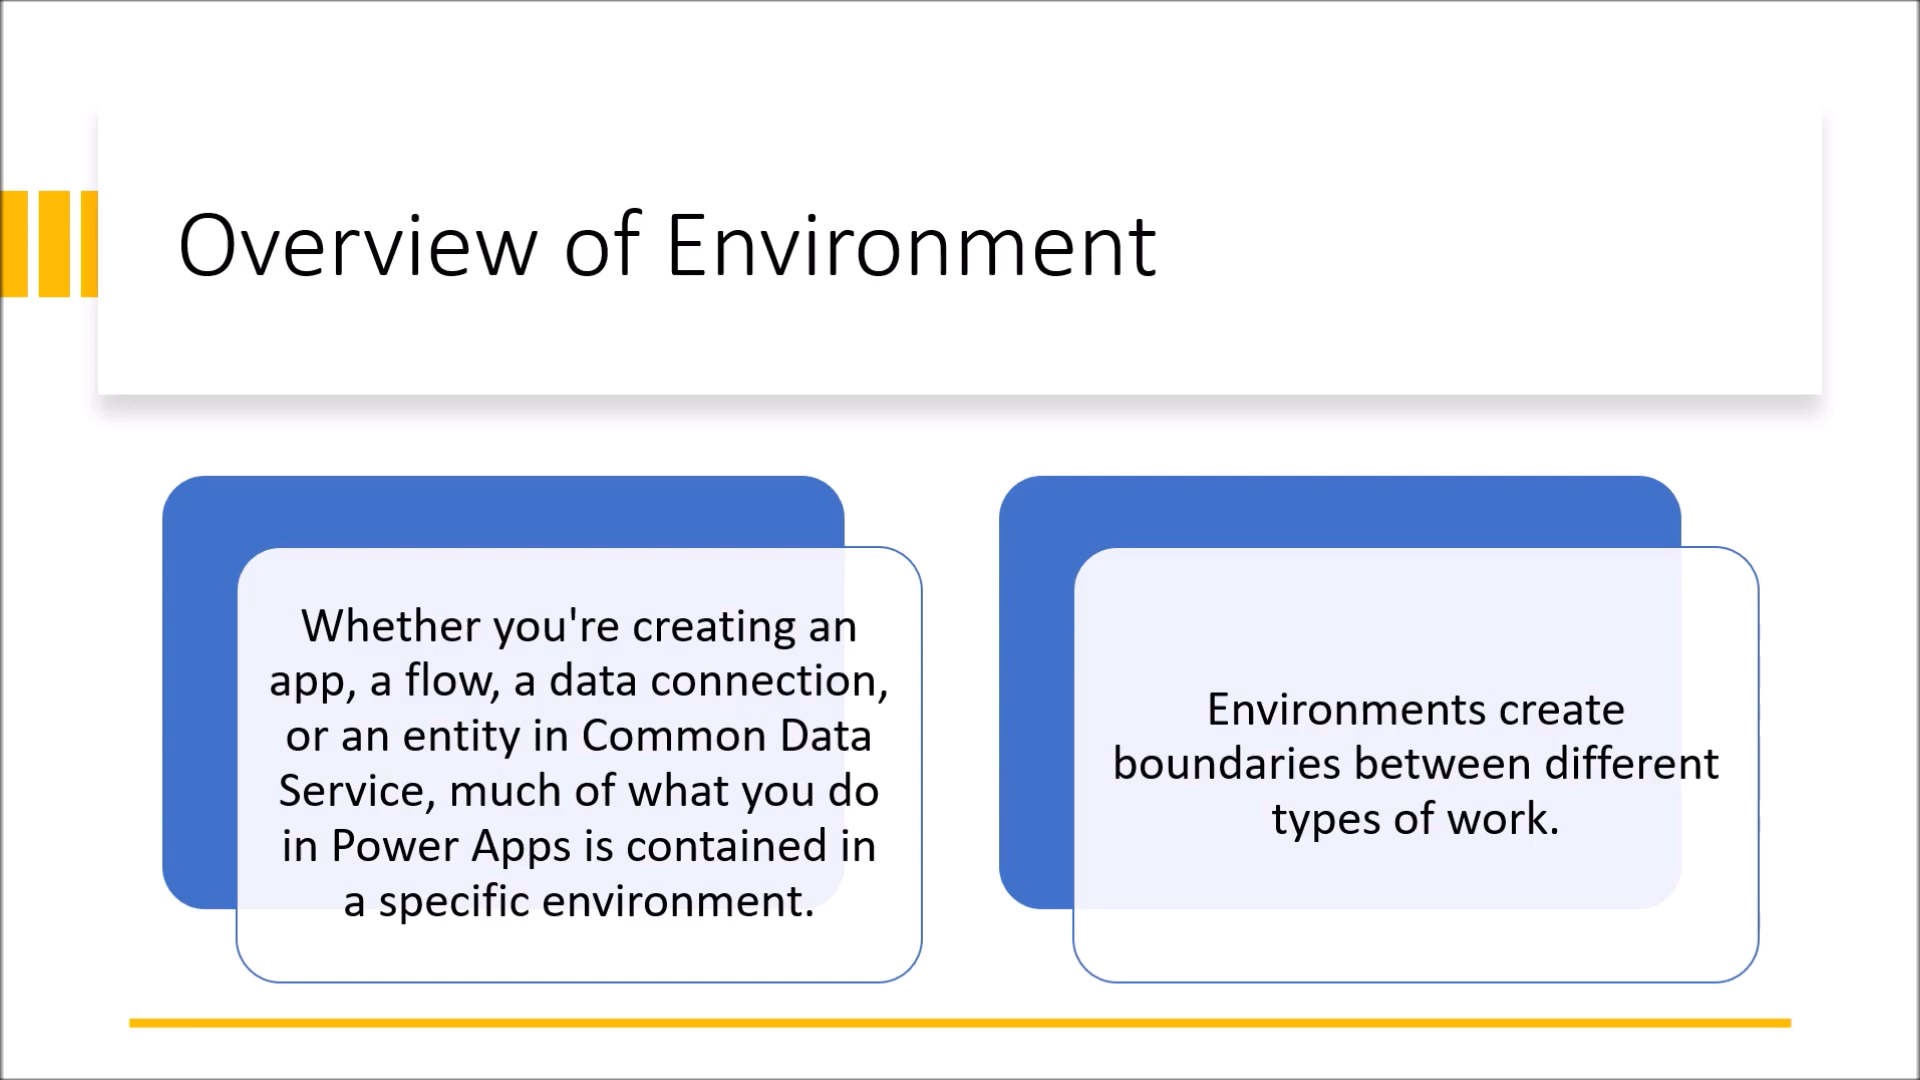 Overview of Environment
Whether you're creating an
app, a flow, a data connection,
or an entity in Common Data
Service, much of what you do
in Power Apps is contained in
a specific environment.
Environments create
boundaries between different
types of work.